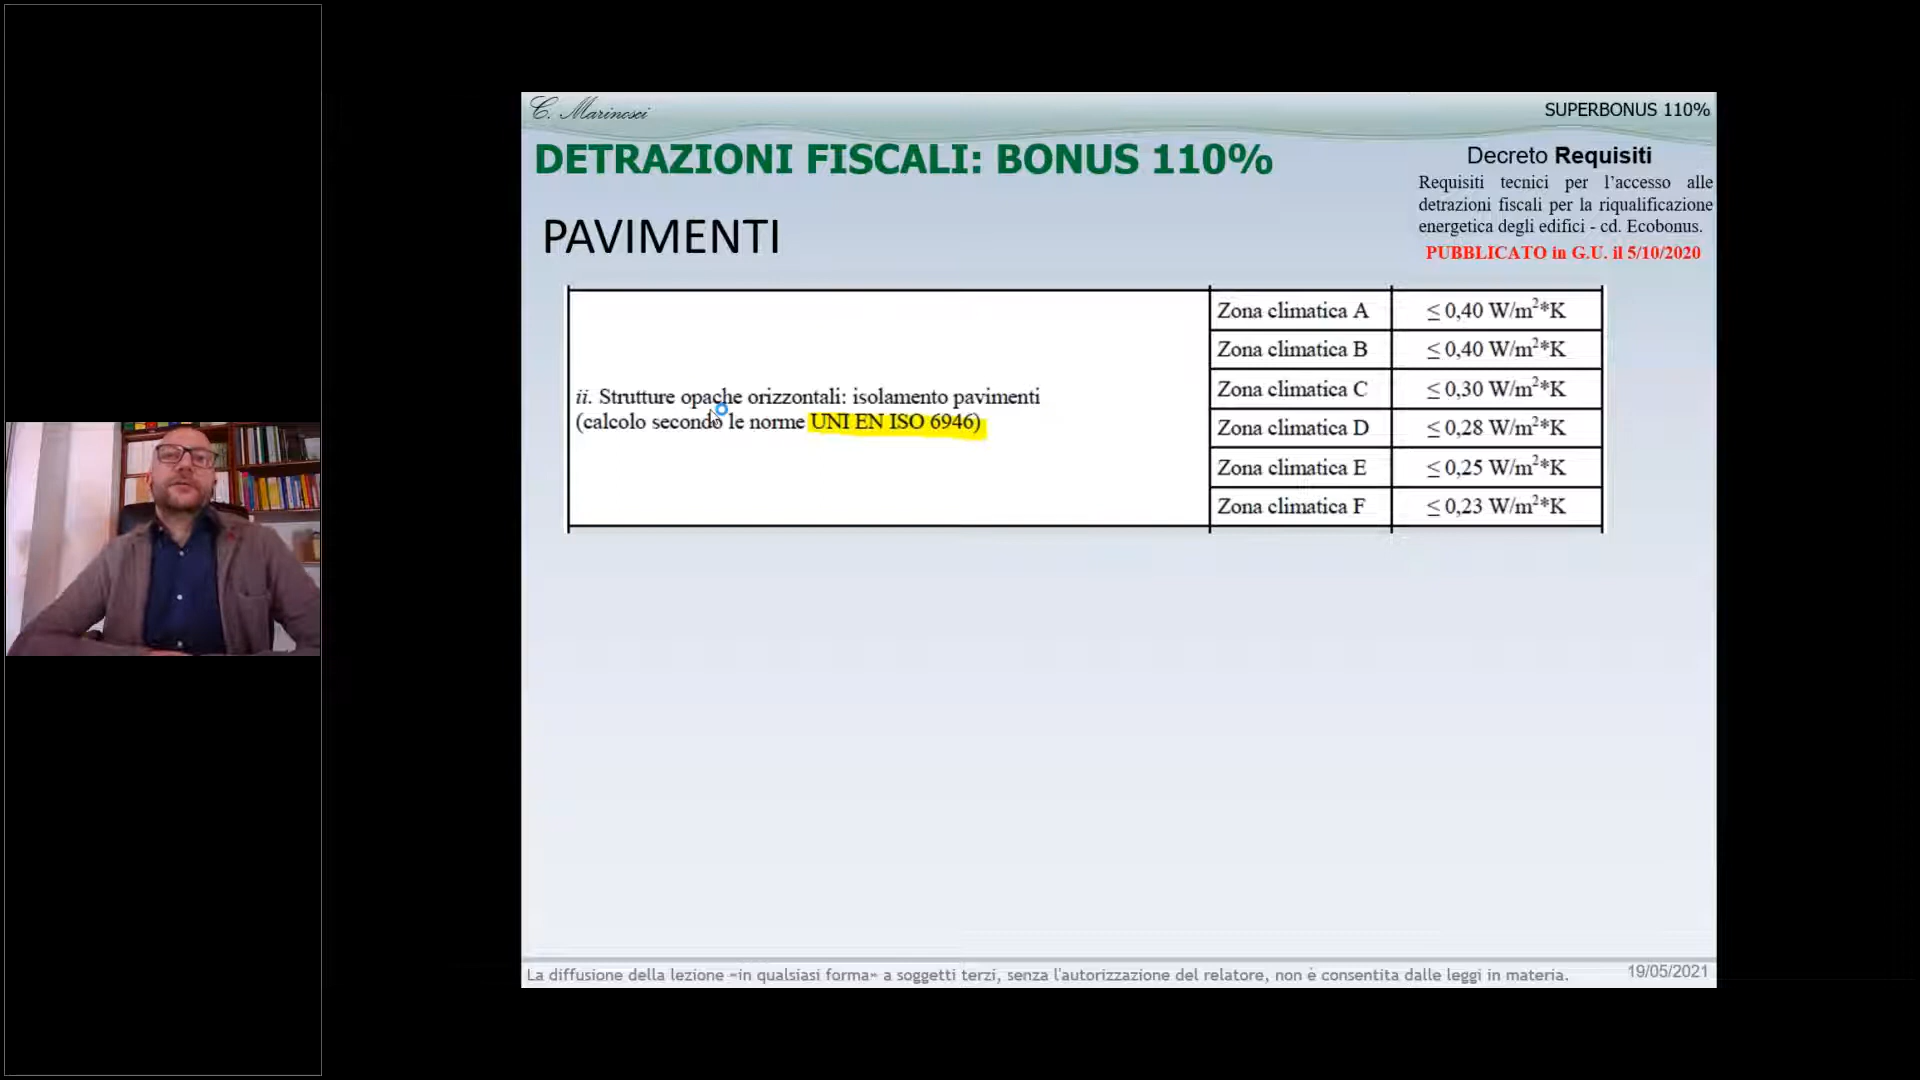 C. Marinosci
SUPERBONUS 110%
DETRAZIONI FISCALI: BONUS 110%
Decreto Requisiti
Requisiti tecnici per l’accesso alle
detrazioni fiscali per la riqualificazione
energetica degli edifici - cd. Ecobonus.
PUBBLICATO in G.U. il 5/10/2020
PAVIMENTI
ii. Strutture opache orizzontali: isolamento pavimenti
(calcolo secondo le norme UNI EN ISO 6946)
Zona climatica A ≤ 0,40 W/m²*K
Zona climatica B ≤ 0,40 W/m²*K
Zona climatica C ≤ 0,30 W/m²*K
Zona climatica D ≤ 0,28 W/m²*K
Zona climatica E ≤ 0,25 W/m²*K
Zona climatica F ≤ 0,23 W/m²*K
La diffusione della lezione «in qualsiasi forma» a soggetti terzi, senza l'autorizzazione del relatore, non è consentita dalle leggi in materia.
19/05/2021